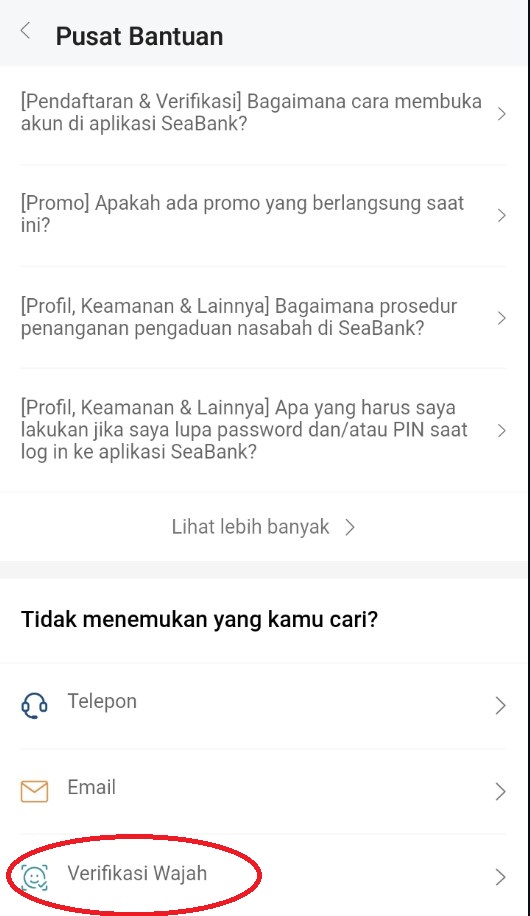 Pusat Bantuan
[Pendaftaran & Verifikasi] Bagaimana cara membuka
akun di aplikasi SeaBank?
[Promo] Apakah ada promo yang berlangsung saat
ini?
[Profil, Keamanan & Lainnya] Bagaimana prosedur
penanganan pengaduan nasabah di SeaBank?
[Profil, Keamanan & Lainnya] Apa yang harus saya
lakukan jika saya lupa password dan/atau PIN saat
log in ke aplikasi SeaBank?
Lihat lebih banyak
Tidak menemukan yang kamu cari?
Telepon
Email
Verifikasi Wajah